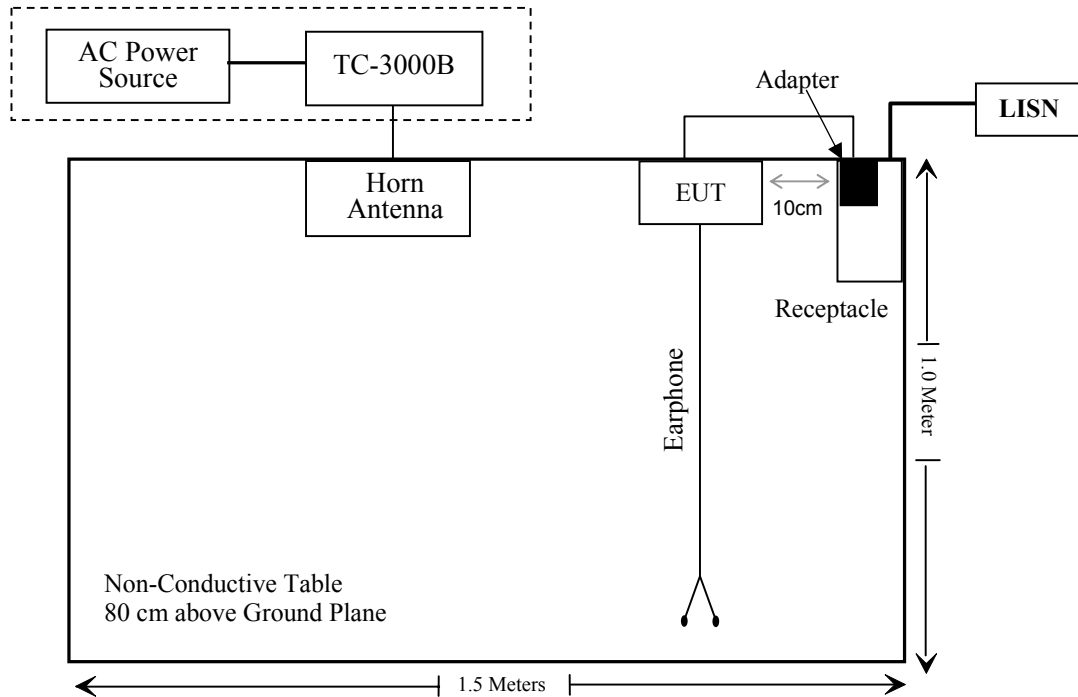 AC Power
Source
TC-3000B
Adapter
LISN
Horn
Antenna
EUT
10cm
Receptacle
Earphone
1.0 Meter
Non-Conductive Table
80 cm above Ground Plane
1.5 Meters